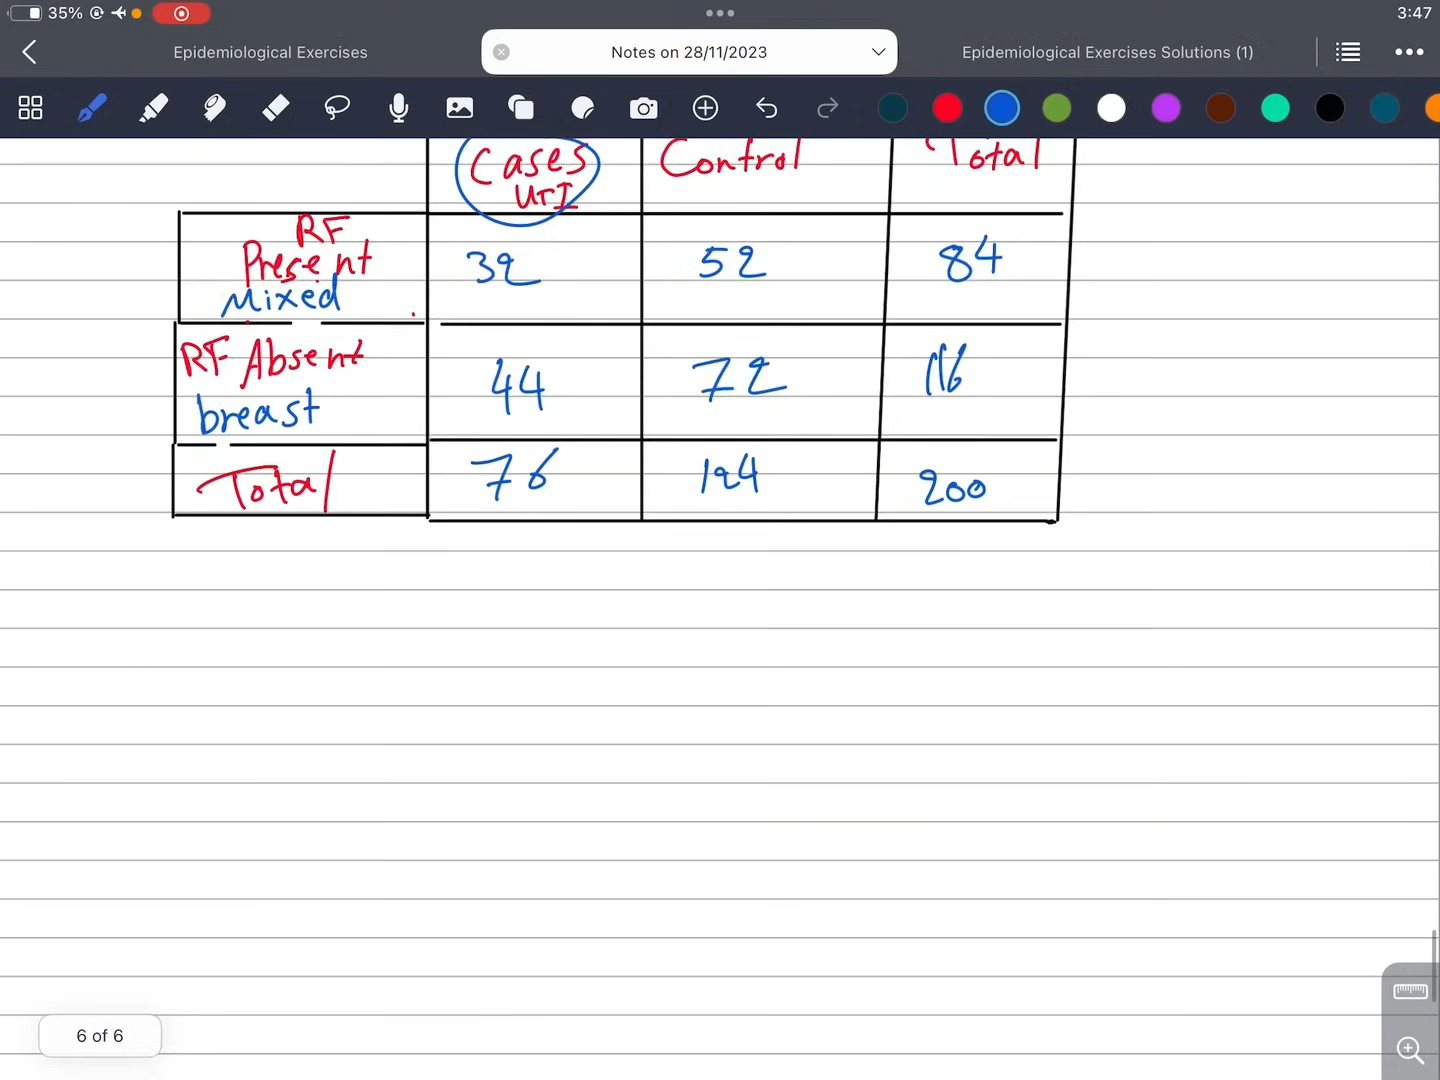 35%
3:47
Epidemiological Exercises
Notes on 28/11/2023
Epidemiological Exercises Solutions (1)
Cases Control Total
UTI
RF
Present 32 52 84
Mixed
RF Absent 44 72 116
breast
Total 76 124 200
6 of 6